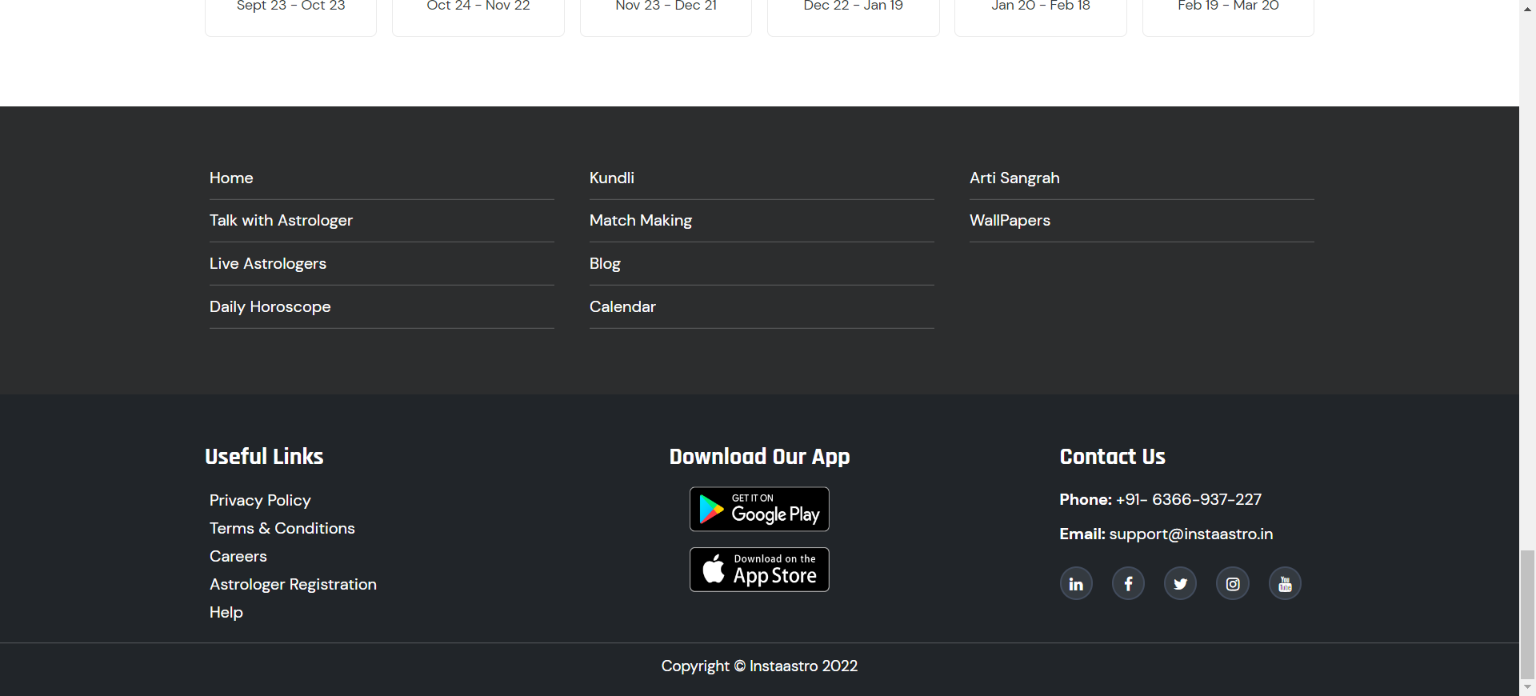 Sept 23 - Oct 23
Oct 24 - Nov 22
Nov 23 - Dec 21
Dec 22 - Jan 19
Jan 20 - Feb 18
Feb 19 - Mar 20
Home
Talk with Astrologer
Live Astrologers
Daily Horoscope
Kundli
Match Making
Blog
Calendar
Arti Sangrah
WallPapers
Useful Links
Privacy Policy
Terms & Conditions
Careers
Astrologer Registration
Help
Download Our App
GET IT ON
Google Play
Download on the
App Store
Contact Us
Phone: +91- 6366-937-227
Email: support@instaastro.in
Copyright © Instaastro 2022